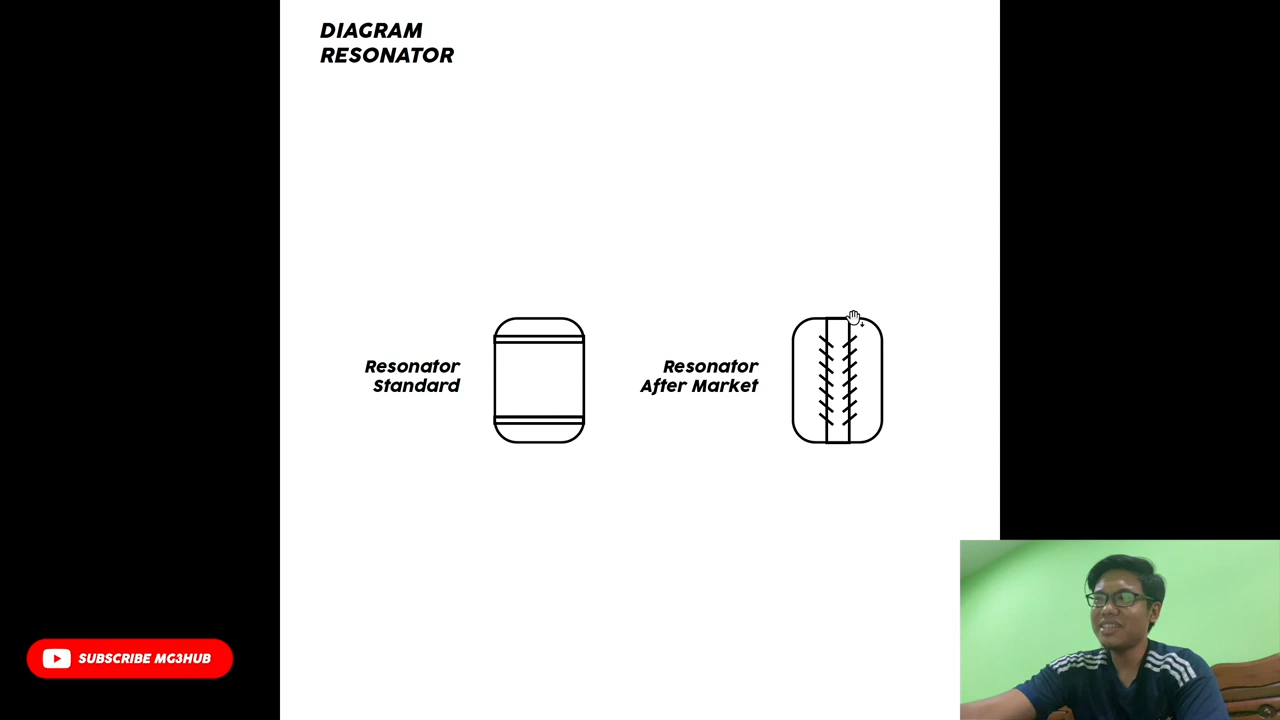 DIAGRAM
RESONATOR
Resonator
Standard
Resonator
After Market
SUBSCRIBE MG3HUB